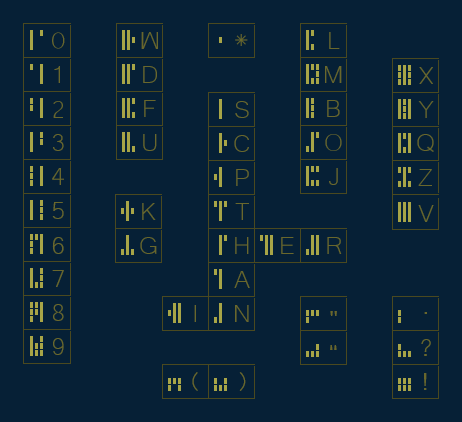 0 W * L
1 D M X
2 F S B Y
3 U C O Q
4 P J Z
5 K T V
6 G H E R
7 A
8 I N " .
9 “ ?
( ) !